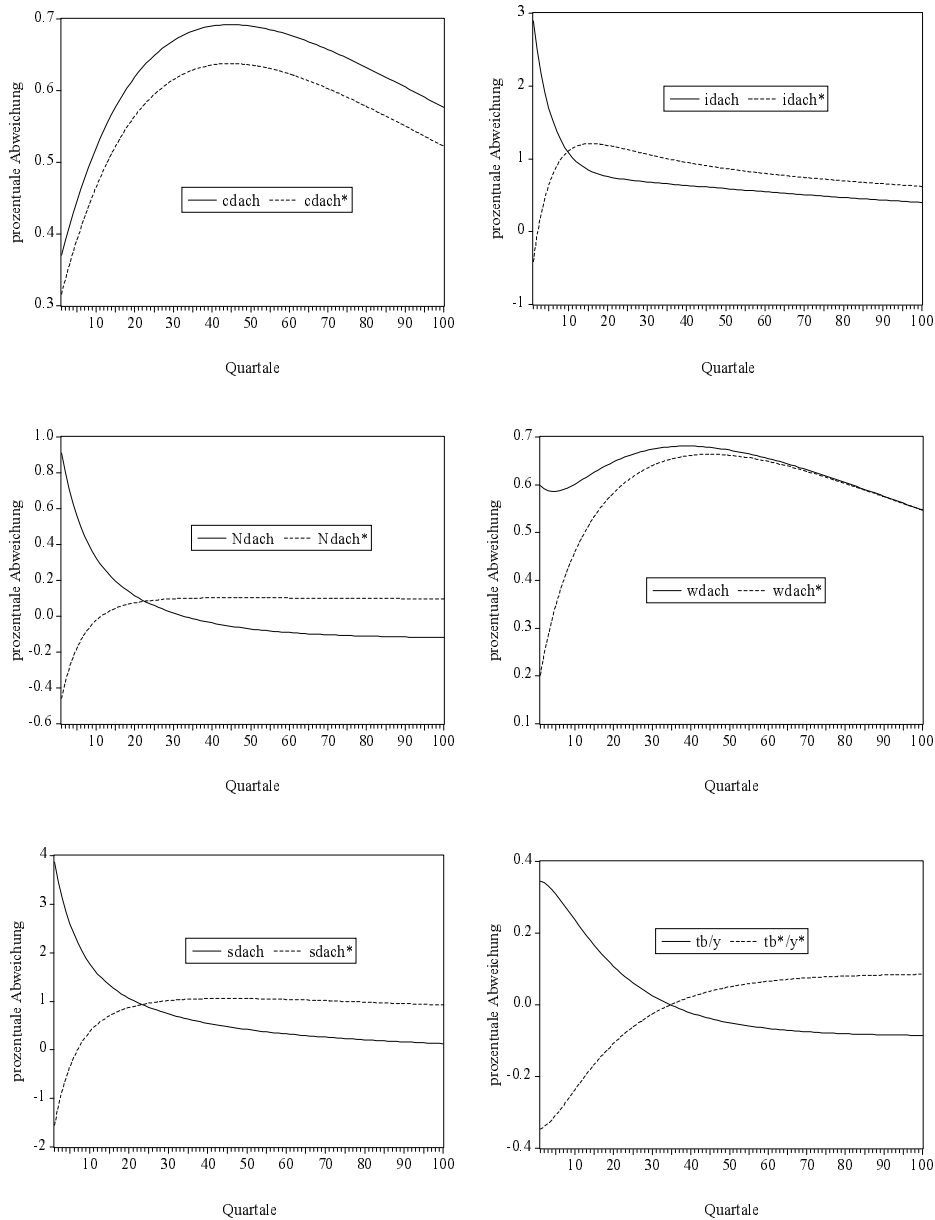 0.7
0.6
0.5
0.4
0.3
prozentuale Abweichung
cdach cdach*
10 20 30 40 50 60 70 80 90 100
Quartale
3
2
1
0
-1
prozentuale Abweichung
idach idach*
10 20 30 40 50 60 70 80 90 100
Quartale
1.0
0.8
0.6
0.4
0.2
0.0
-0.2
-0.4
-0.6
prozentuale Abweichung
Ndach Ndach*
10 20 30 40 50 60 70 80 90 100
Quartale
0.7
0.6
0.5
0.4
0.3
0.2
0.1
prozentuale Abweichung
wdach wdach*
10 20 30 40 50 60 70 80 90 100
Quartale
4
3
2
1
0
-1
-2
prozentuale Abweichung
sdach sdach*
10 20 30 40 50 60 70 80 90 100
Quartale
0.4
0.2
0.0
-0.2
-0.4
prozentuale Abweichung
tb/y tb*/y*
10 20 30 40 50 60 70 80 90 100
Quartale